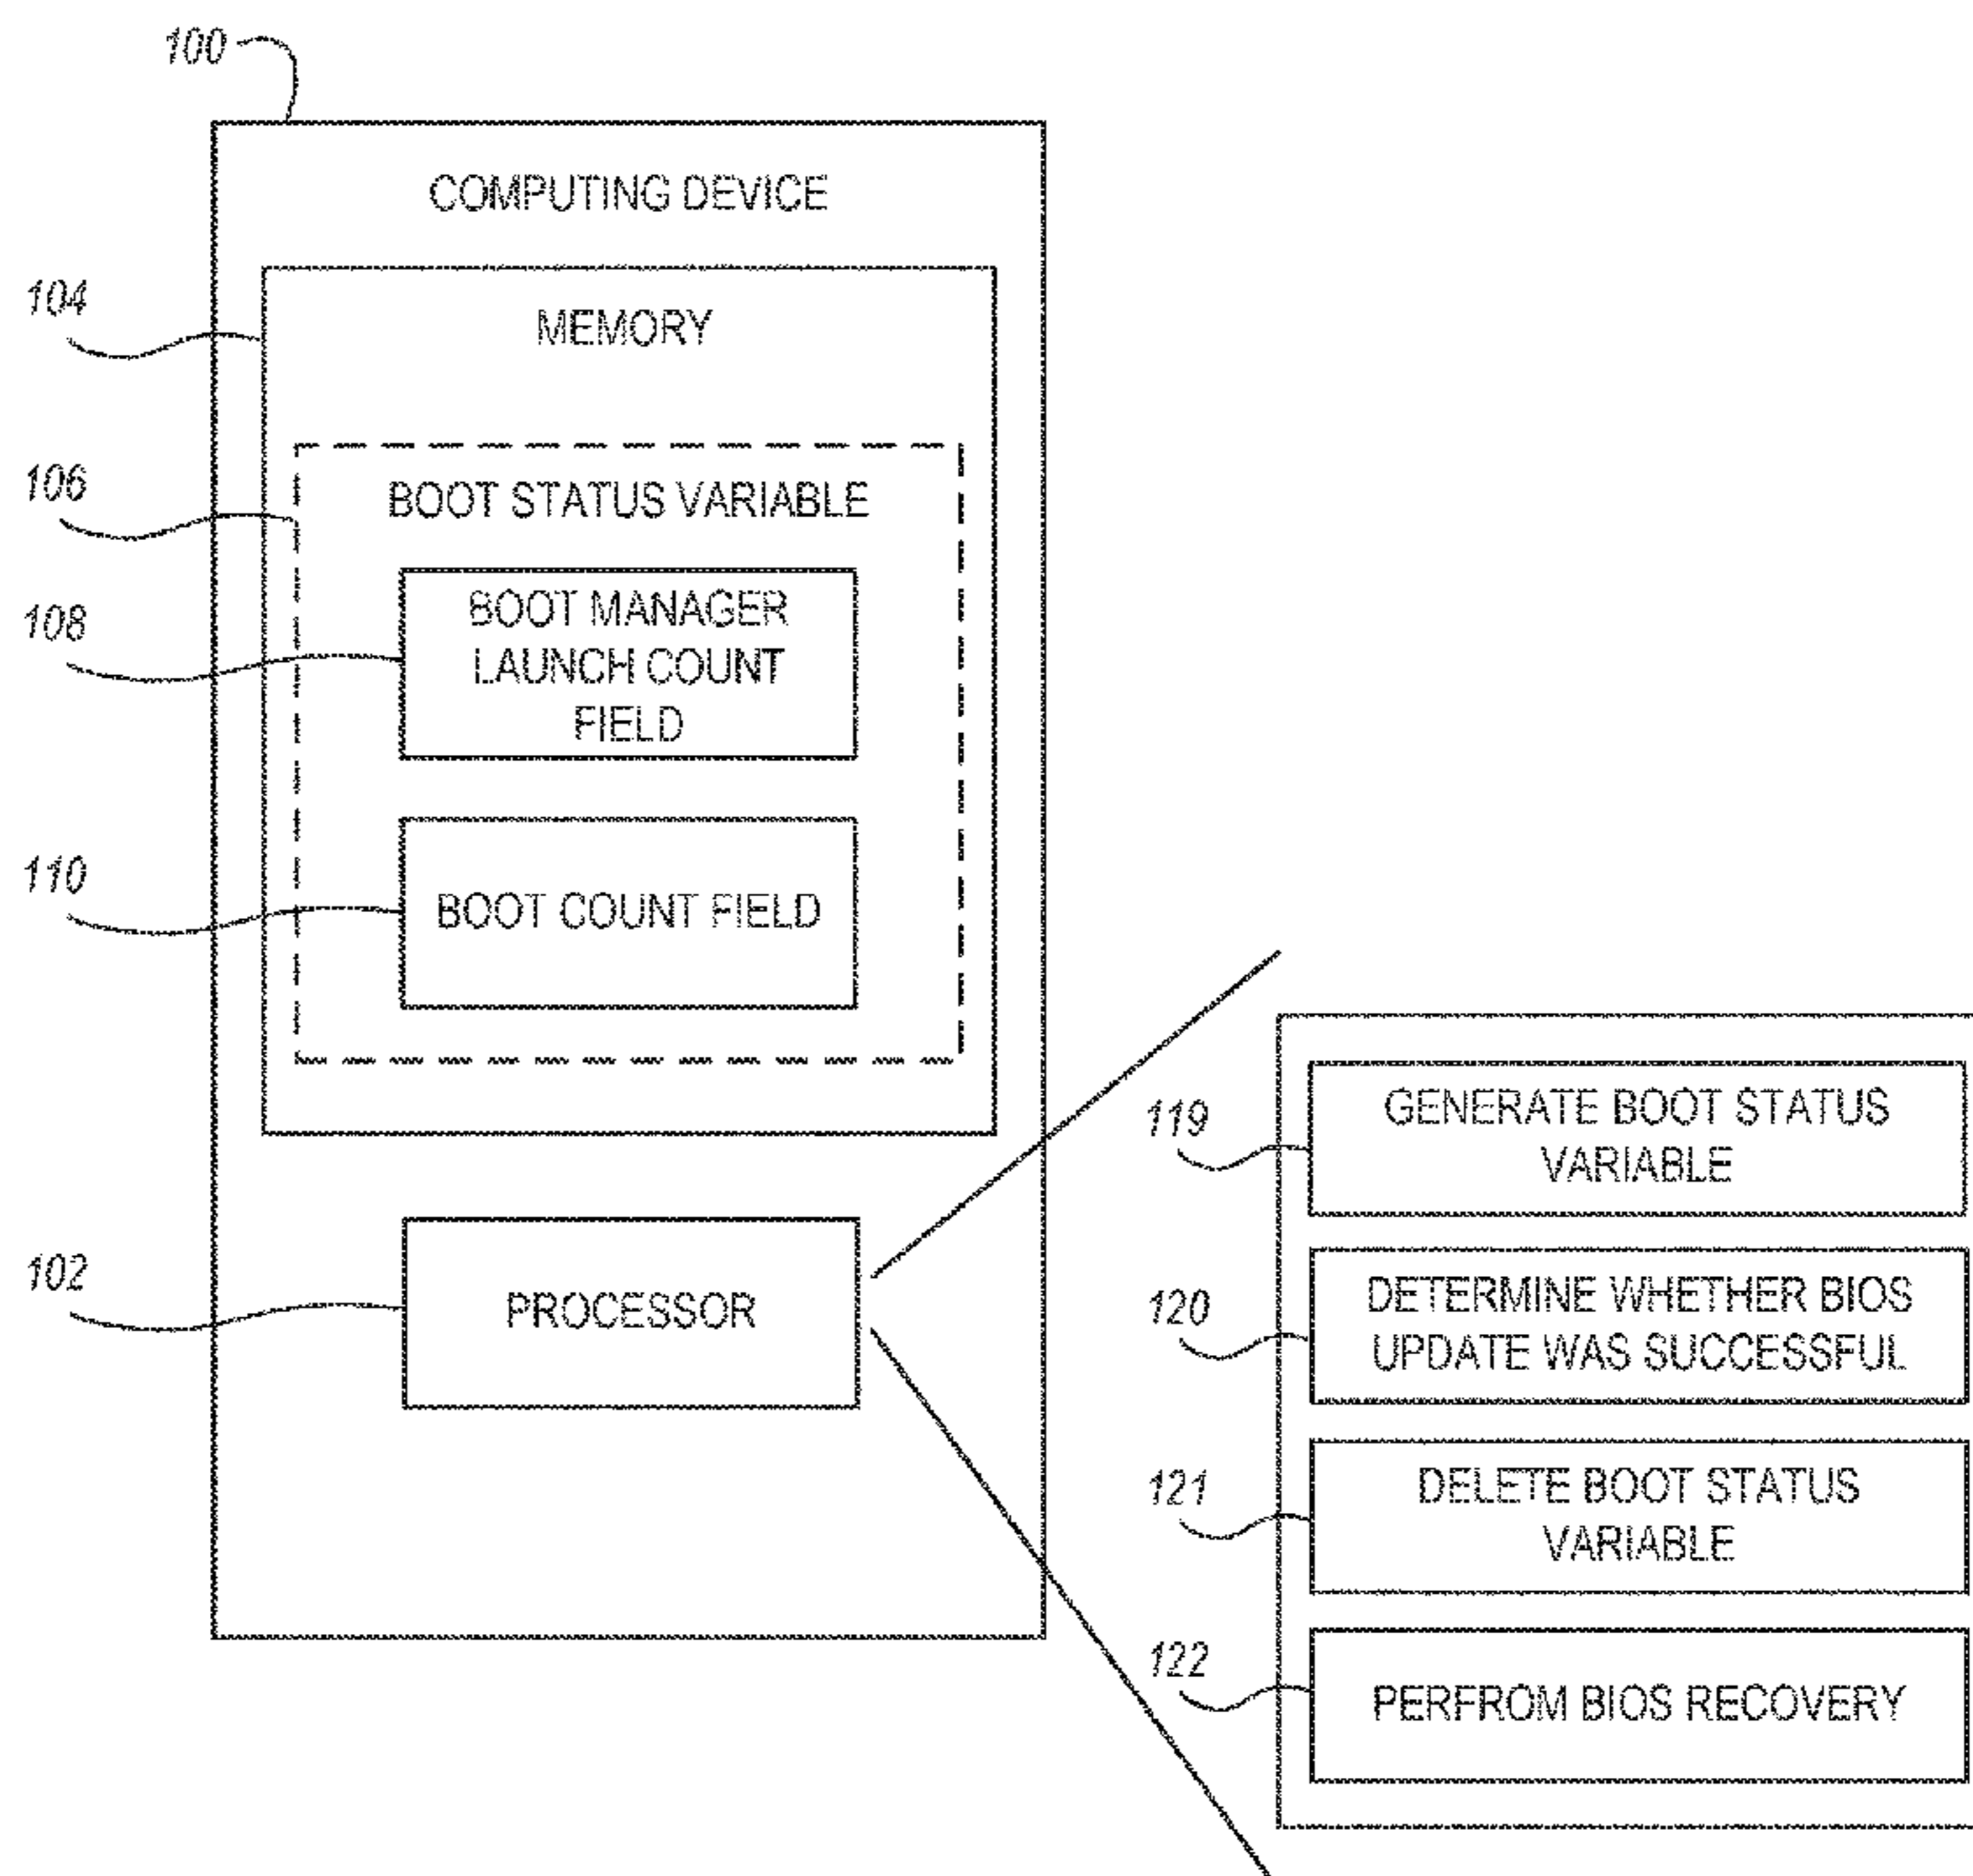 100
COMPUTING DEVICE
104
MEMORY
106
BOOT STATUS VARIABLE
108
BOOT MANAGER
LAUNCH COUNT
FIELD
110
BOOT COUNT FIELD
102
PROCESSOR
119
GENERATE BOOT STATUS
VARIABLE
120
DETERMINE WHETHER BIOS
UPDATE WAS SUCCESSFUL
121
DELETE BOOT STATUS
VARIABLE
122
PERFROM BIOS RECOVERY